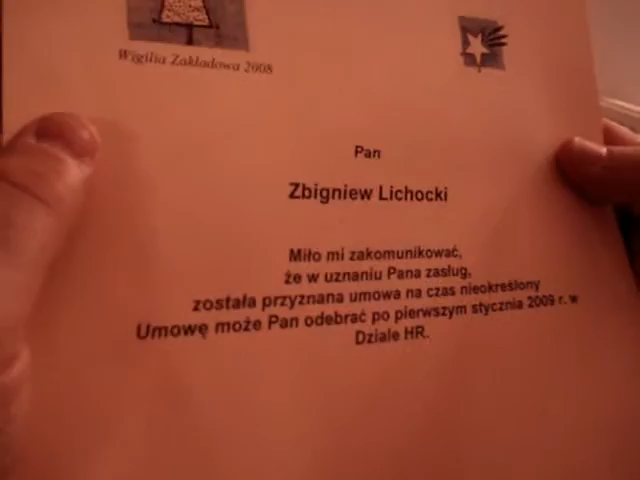 Wigilia Zakładowa 2008
Pan
Zbigniew Lichocki
Miło mi zakomunikować,
że w uznaniu Pana zasług,
została przyznana umowa na czas nieokreślony
Umowę może Pan odebrać po pierwszym stycznia 2009 r. w
Dziale HR.